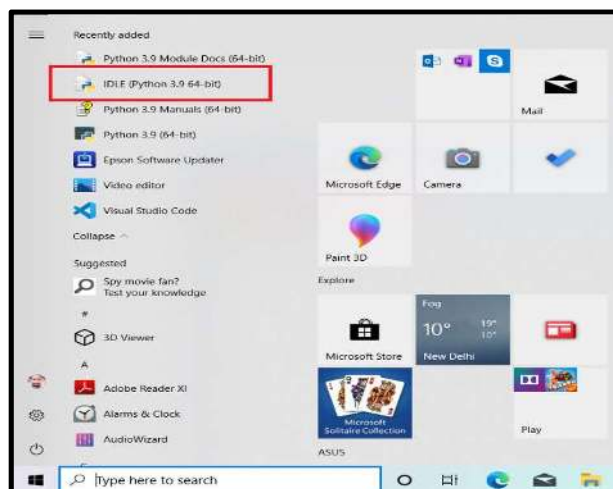 Recently added
Python 3.9 Module Docs (64-bit)
IDLE (Python 3.9 64-bit)
Python 3.9 Manuals (64-bit)
Python 3.9 (64-bit)
Epson Software Updater
Video editor
Visual Studio Code
Collapse
Suggested
Spy movie fan?
Test your knowledge
#
3D Viewer
A
Adobe Reader XI
Alarms & Clock
AudioWizard
Mail
Microsoft Edge
Camera
Paint 3D
Explore
Microsoft Store
Fog
10° 19°
10°
New Delhi
Microsoft
Solitaire Collection
Play
ASUS
Type here to search